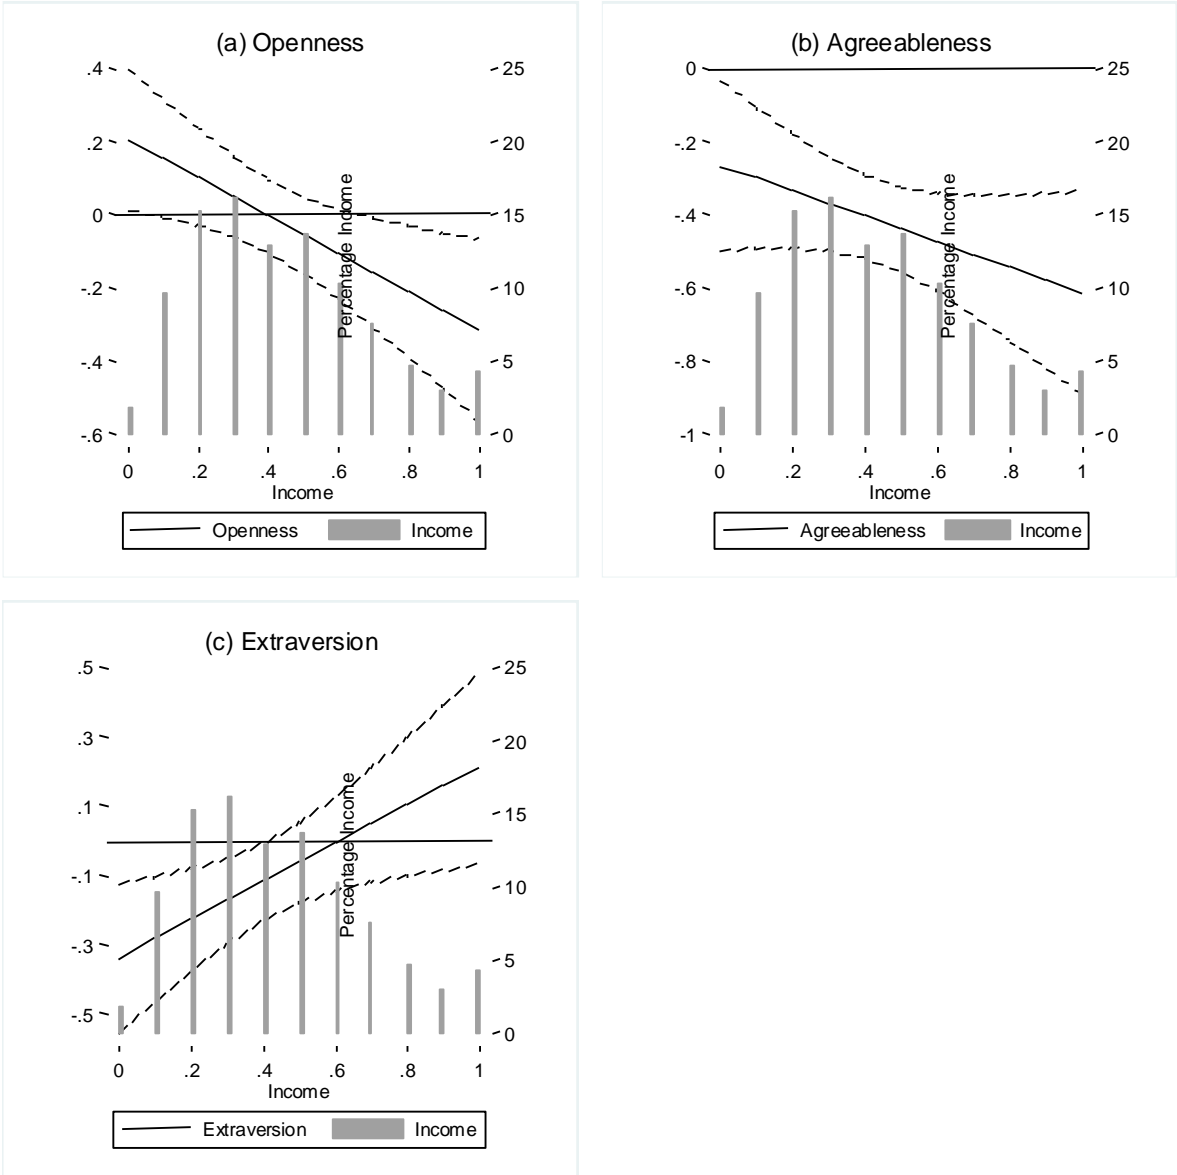 (a) Openness
.4
.2
0
-.2
-.4
-.6
25
20
15
10
5
0
Percentage Income
0 .2 .4 .6 .8 1
Income
Openness Income
(b) Agreeableness
0
-.2
-.4
-.6
-.8
-1
25
20
15
10
5
0
Percentage Income
0 .2 .4 .6 .8 1
Income
Agreeableness Income
(c) Extraversion
.5
.3
.1
-.1
-.3
-.5
25
20
15
10
5
0
Percentage Income
0 .2 .4 .6 .8 1
Income
Extraversion Income